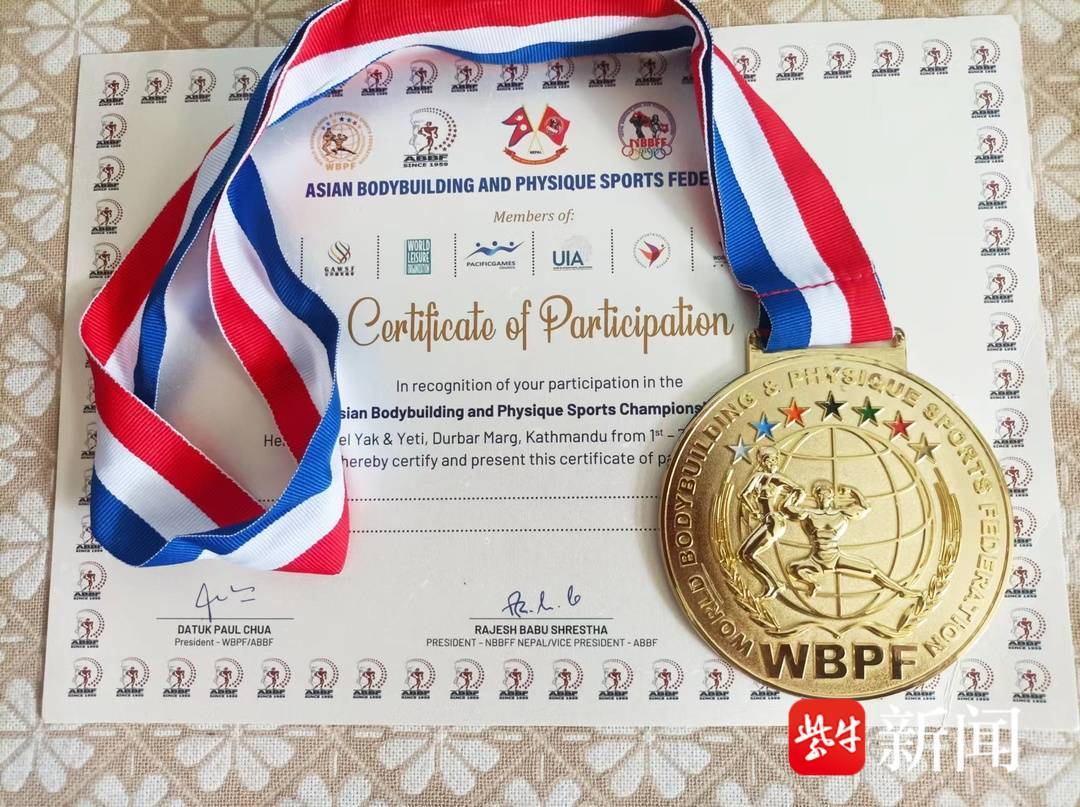 WBPF
ABBF
SINCE 1959
NEPAL
NBBFF
ASIAN BODYBUILDING AND PHYSIQUE SPORTS FEDE
Members of:
WORLD LEISURE ORGANIZATION
PACIFICGAMES
UIA
Certificate of Participation
In recognition of your participation in the
sian Bodybuilding and Physique Sports Champions
He el Yak & Yeti, Durbar Marg, Kathmandu from 1st –
hereby certify and present this certificate of pa
DATUK PAUL CHUA
President - WBPF/ABBF
RAJESH BABU SHRESTHA
PRESIDENT - NBBFF NEPAL/VICE PRESIDENT - ABBF
WORLD BODYBUILDING & PHYSIQUE SPORTS FEDERATION
WBPF
紫牛新闻